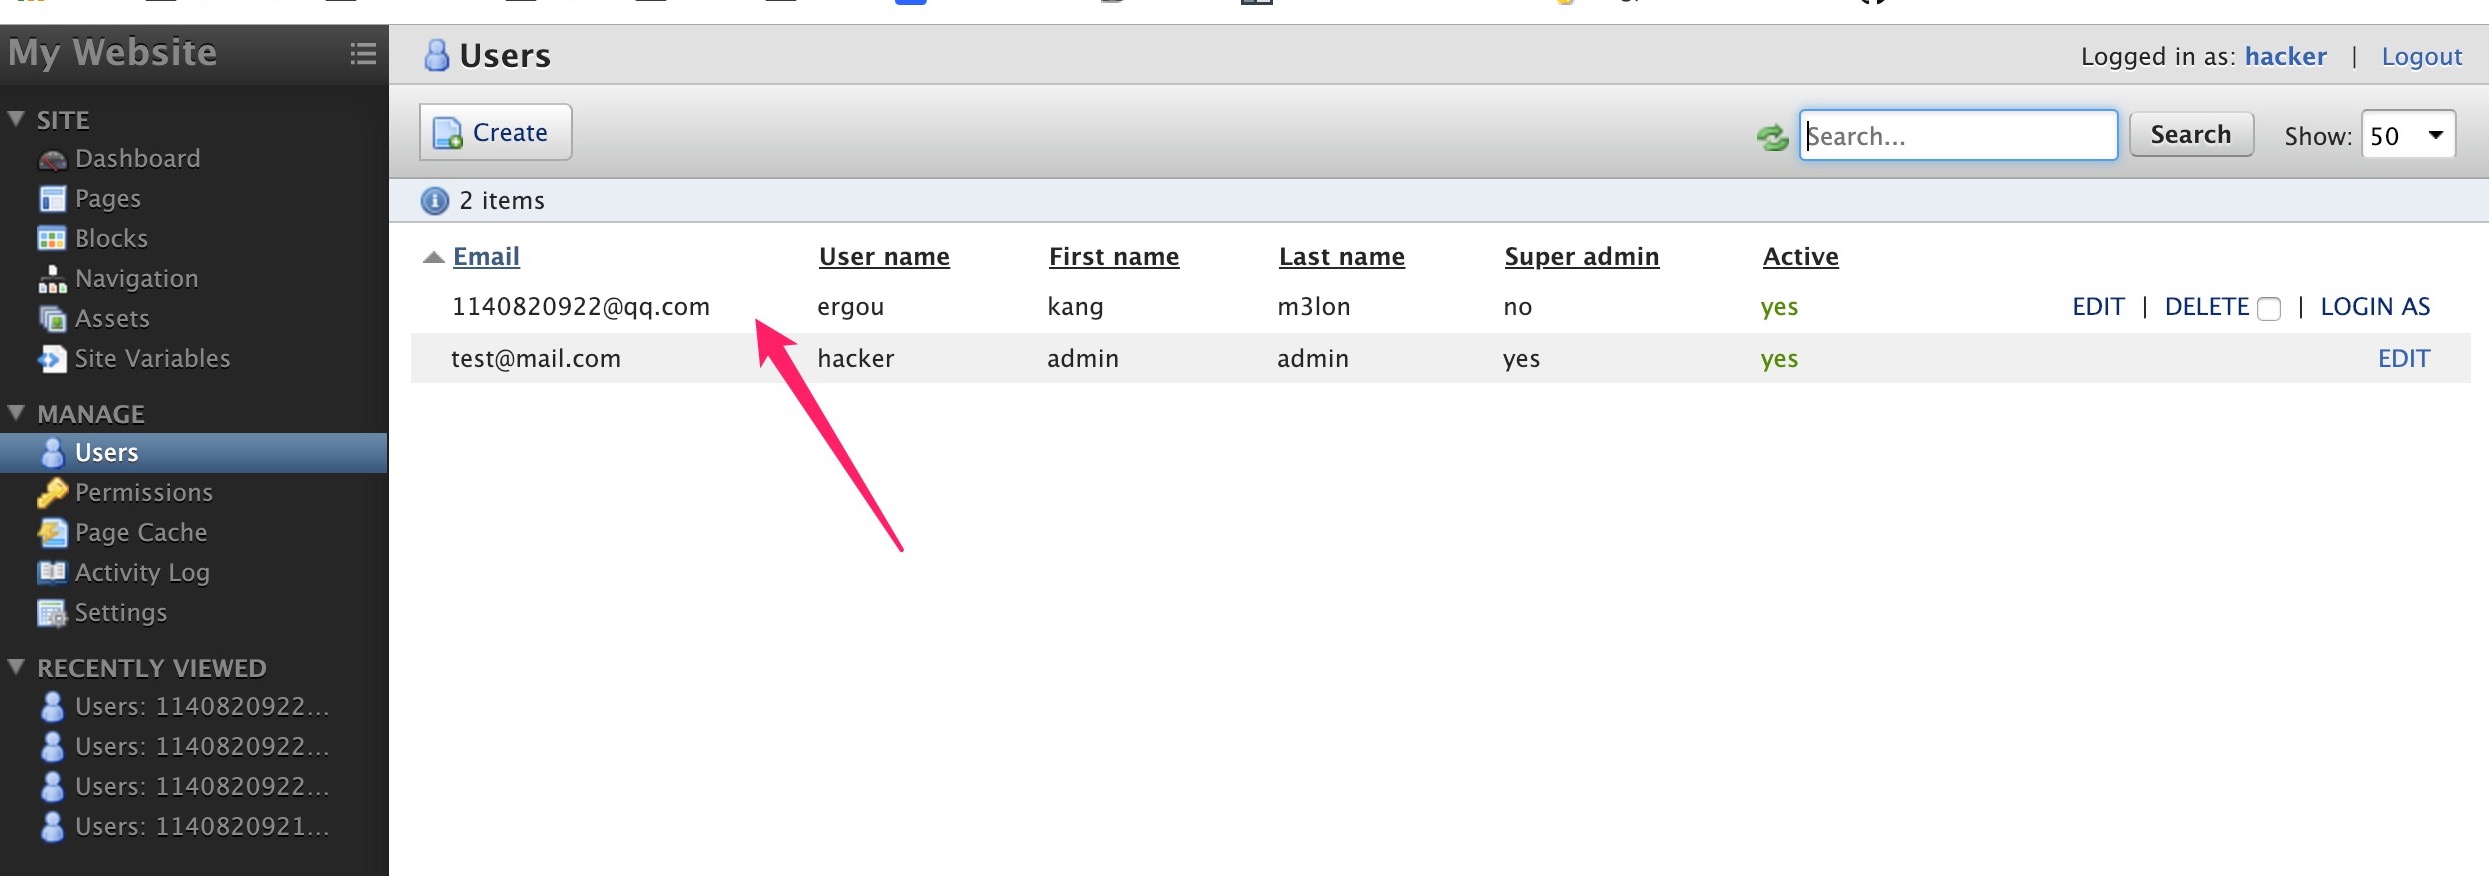 My Website
Users
Logged in as: hacker | Logout
Create
Search...
Search
Show: 50
2 items
SITE
Dashboard
Pages
Blocks
Navigation
Assets
Site Variables
MANAGE
Users
Permissions
Page Cache
Activity Log
Settings
RECENTLY VIEWED
Users: 1140820922...
Users: 1140820922...
Users: 1140820922...
Users: 1140820921...
Email User name First name Last name Super admin Active
1140820922@qq.com ergou kang m3lon no yes EDIT | DELETE | LOGIN AS
test@mail.com hacker admin admin yes yes EDIT